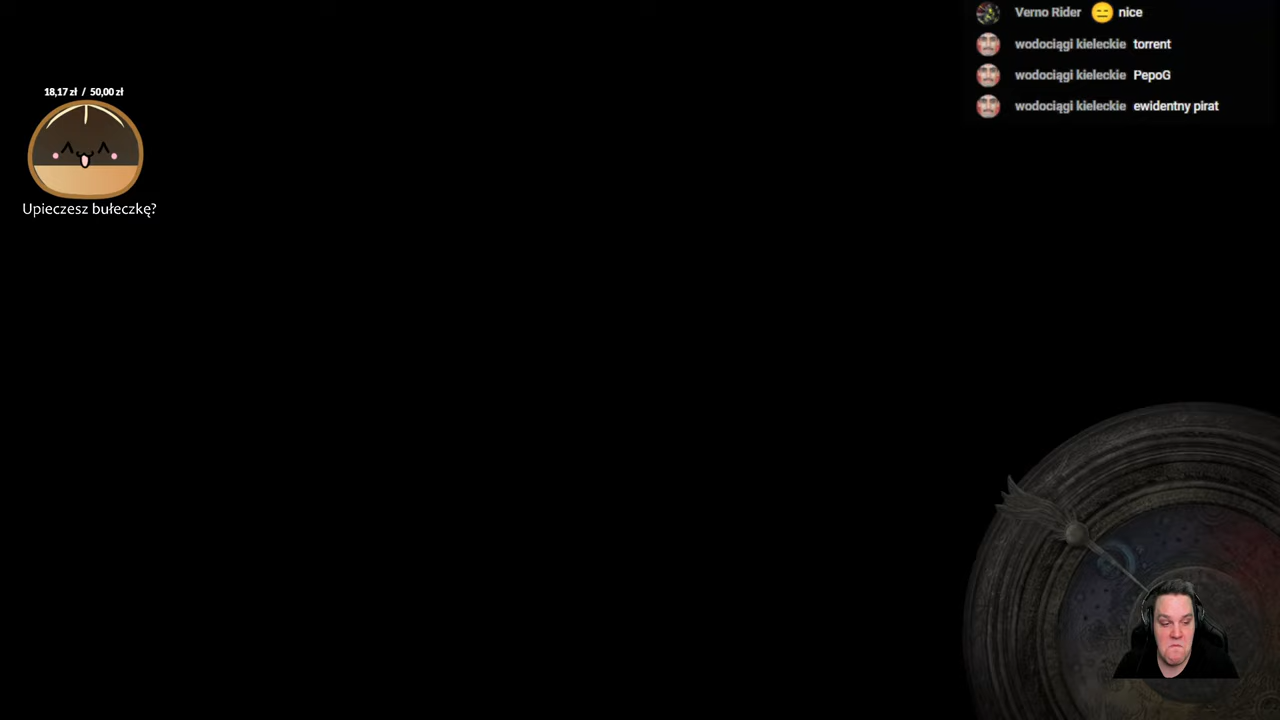 Verno Rider 😑 nice
wodociągi kieleckie torrent
wodociągi kieleckie PepoG
wodociągi kieleckie ewidentny pirat
18,17 zł / 50,00 zł
Upieczesz bułeczkę?